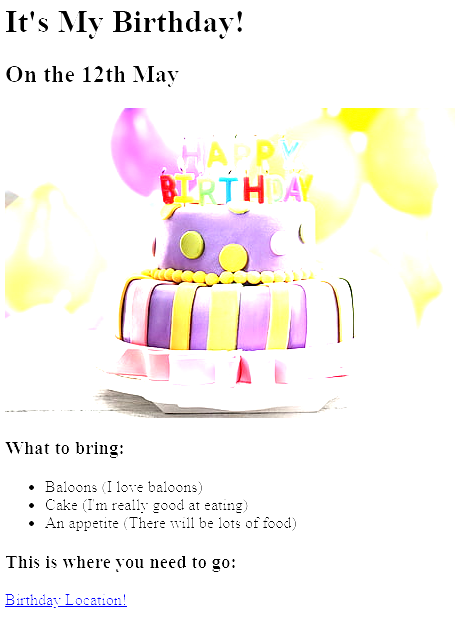 It's My Birthday!
On the 12th May
HAPPY
BIRTHDAY
What to bring:
Baloons (I love baloons)
Cake (I'm really good at eating)
An appetite (There will be lots of food)
This is where you need to go:
Birthday Location!